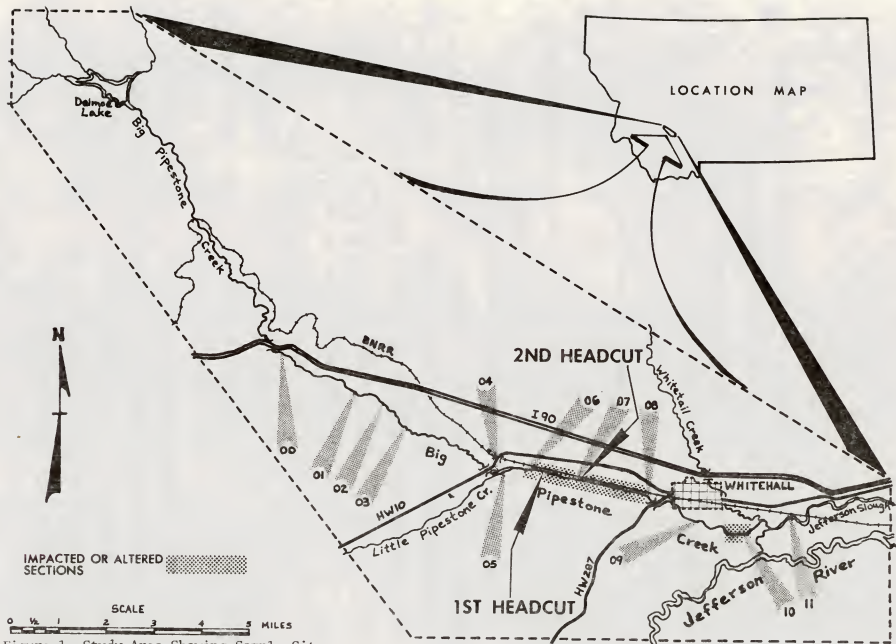 LOCATION MAP
Delmoe
Lake
Big Pipestone Creek
N
BNRR
2ND HEADCUT
Whitetail Creek
04
06
07
08
I 90
00
01
02
03
Big
WHITEHALL
HW10
Pipestone
Jefferson Slough
Little Pipestone Cr.
Creek
IMPACTED OR ALTERED
SECTIONS
05
09
HW287
1ST HEADCUT
Jefferson River
10
11
SCALE
0 ½ 1 2 3 4 5 MILES